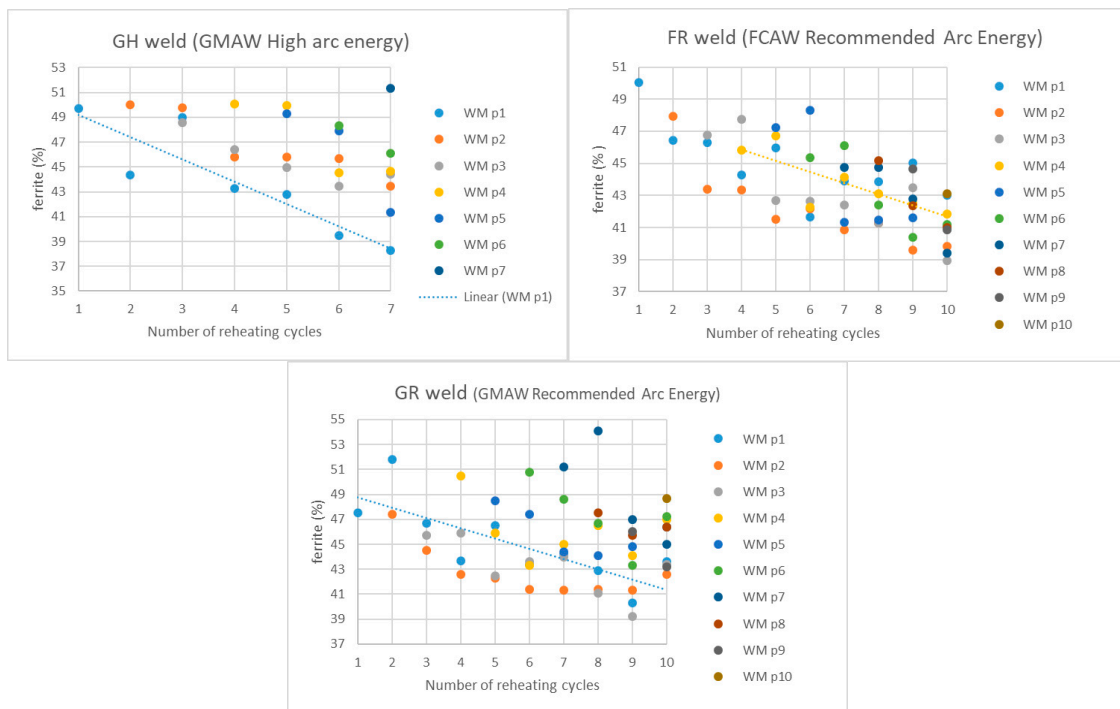 GH weld (GMAW High arc energy)
53
51
49
47
45
43
41
39
37
35
ferrite (%)
1 2 3 4 5 6 7
Number of reheating cycles
WM p1
WM p2
WM p3
WM p4
WM p5
WM p6
WM p7
Linear (WM p1)
FR weld (FCAW Recommended Arc Energy)
51
49
47
45
43
41
39
37
ferrite (%)
1 2 3 4 5 6 7 8 9 10
Number of reheating cycles
WM p1
WM p2
WM p3
WM p4
WM p5
WM p6
WM p7
WM p8
WM p9
WM p10
GR weld (GMAW Recommended Arc Energy)
55
53
51
49
47
45
43
41
39
37
ferrite (%)
1 2 3 4 5 6 7 8 9 10
Number of reheating cycles
WM p1
WM p2
WM p3
WM p4
WM p5
WM p6
WM p7
WM p8
WM p9
WM p10